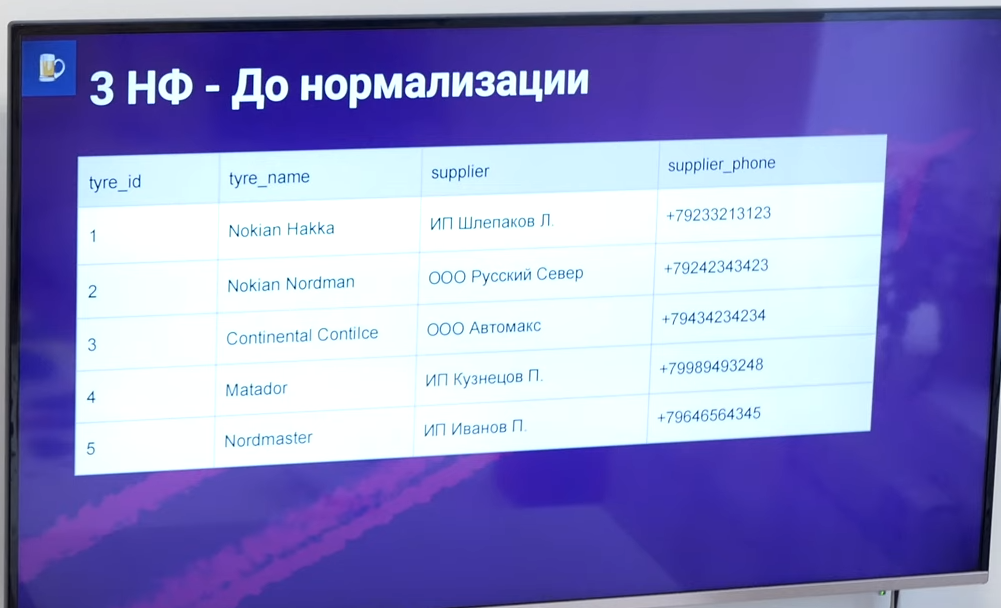 3 НФ - До нормализации
tyre_id tyre_name supplier supplier_phone
1 Nokian Hakka ИП Шлепаков Л. +79233213123
2 Nokian Nordman ООО Русский Север +79242343423
3 Continental ContiIce ООО Автомакс +79434234234
4 Matador ИП Кузнецов П. +79989493248
5 Nordmaster ИП Иванов П. +79646564345